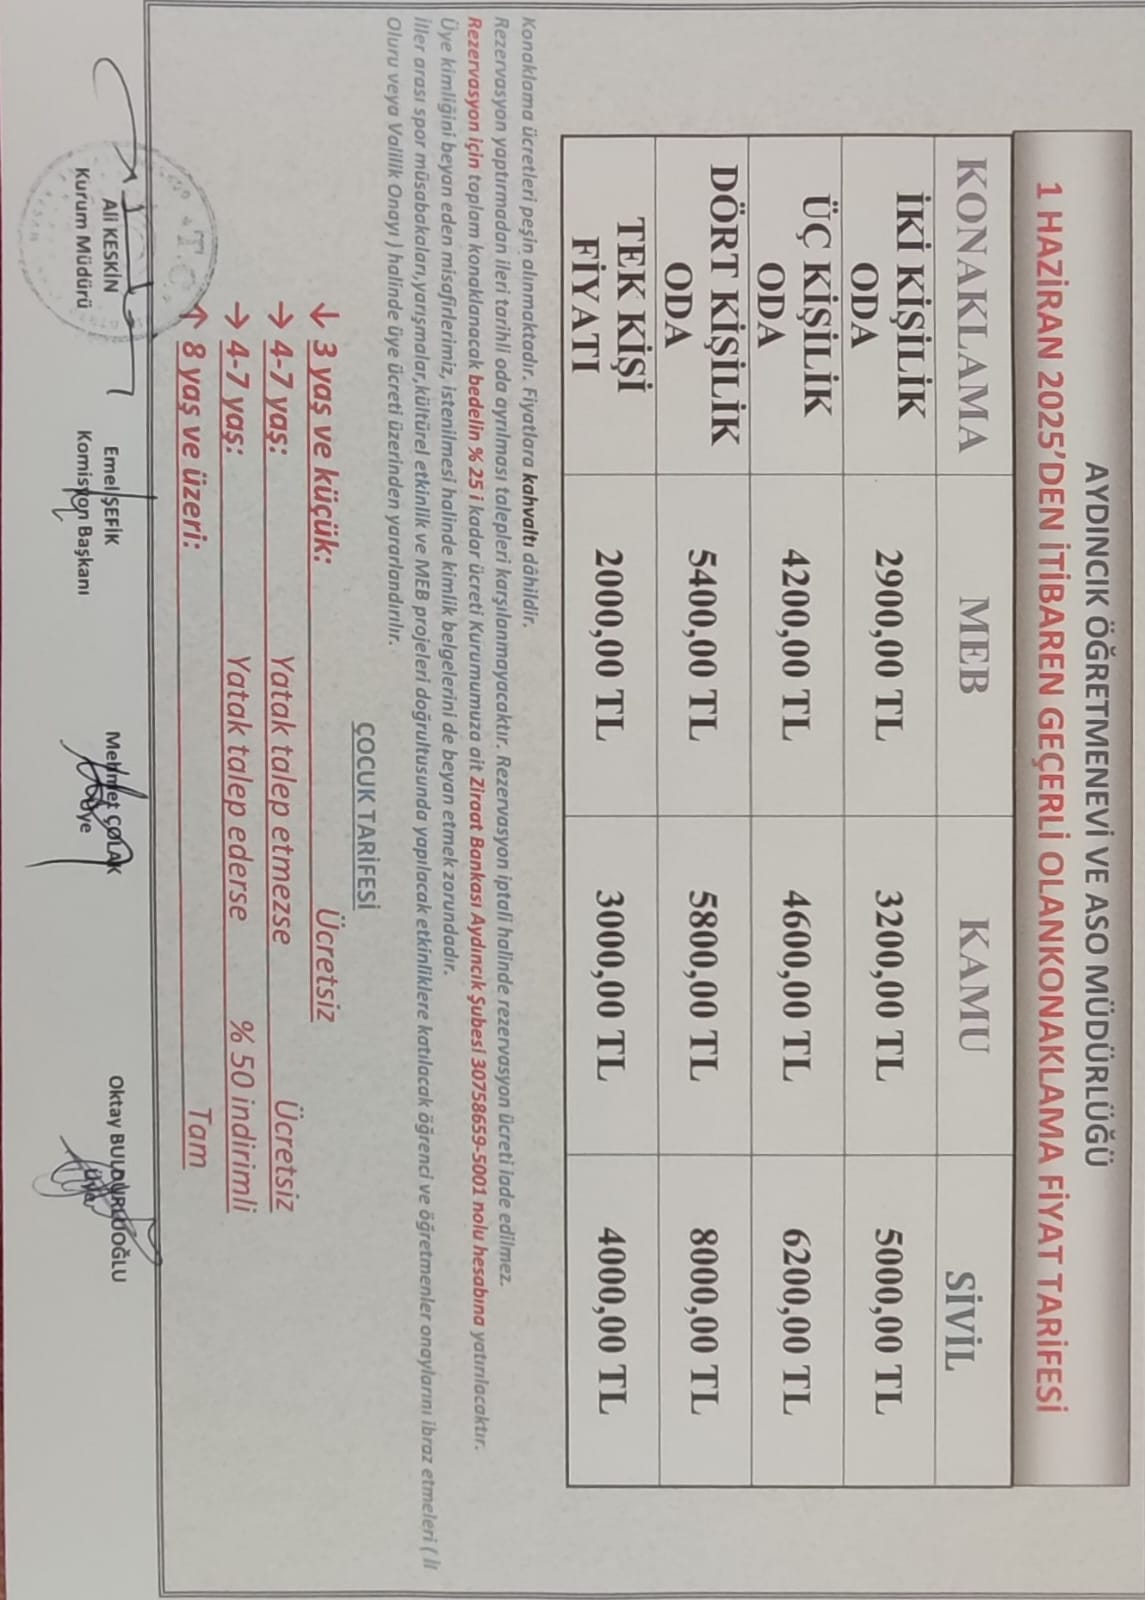 AYDINCIK ÖĞRETMENEVİ VE ASO MÜDÜRLÜĞÜ
1 HAZİRAN 2025'DEN İTİBAREN GEÇERLİ OLANKONAKLAMA FİYAT TARİFESİ
KONAKLAMA MEB KAMU SİVİL
İKİ KİŞİLİK ODA 2900,00 TL 3200,00 TL 5000,00 TL
ÜÇ KİŞİLİK ODA 4200,00 TL 4600,00 TL 6200,00 TL
DÖRT KİŞİLİK ODA 5400,00 TL 5800,00 TL 8000,00 TL
TEK KİŞİ FİYATI 2000,00 TL 3000,00 TL 4000,00 TL
Konaklama ücretleri peşin alınmaktadır. Fiyatlara kahvaltı dâhildir.
Rezervasyon yaptırmadan ileri tarihli oda ayrılması talepleri karşılanmayacaktır. Rezervasyon iptali halinde rezervasyon ücreti iade edilmez.
Rezervasyon için toplam konaklanacak bedelin % 25 i kadar ücreti Kurumumuza ait Ziraat Bankası Aydıncık Şubesi 30758659-5001 nolu hesabına yatırılacaktır.
Üye kimliğini beyan eden misafirlerimiz, istenilmesi halinde kimlik belgelerini de beyan etmek zorundadır.
İller arası spor müsabakaları,yarışmalar,kültürel etkinlik ve MEB projeleri doğrultusunda yapılacak etkinliklere katılacak öğrenci ve öğretmenler onaylarını ibraz etmeleri ( İl
Oluru veya Valilik Onayı ) halinde üye ücreti üzerinden yararlandırılır.
ÇOCUK TARİFESİ
↓ 3 yaş ve küçük: Ücretsiz
→ 4-7 yaş: Yatak talep etmezse Ücretsiz
→ 4-7 yaş: Yatak talep ederse % 50 indirimli
↑ 8 yaş ve üzeri: Tam
T.C.
Ali KESKİN Emel ŞEFİK Mehmet ÇOLAK Oktay BULDURLUOĞLU
Kurum Müdürü Komisyon Başkanı Üye Üye